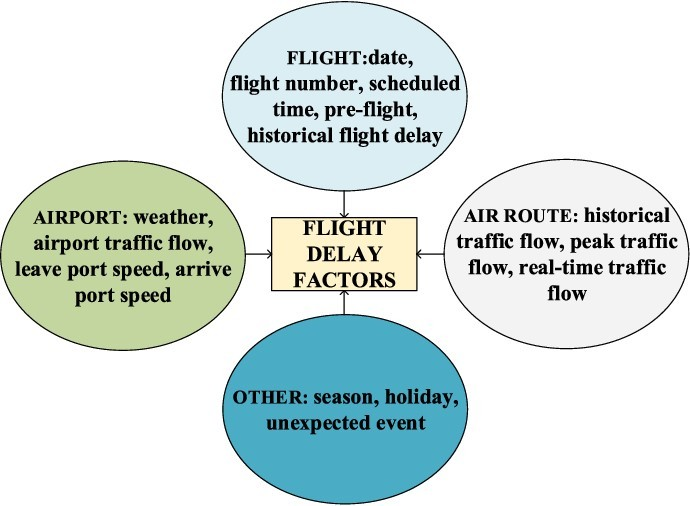 FLIGHT:date,
flight number, scheduled
time, pre-flight,
historical flight delay
AIRPORT: weather,
airport traffic flow,
leave port speed, arrive
port speed
FLIGHT
DELAY
FACTORS
AIR ROUTE: historical
traffic flow, peak traffic
flow, real-time traffic
flow
OTHER: season, holiday,
unexpected event